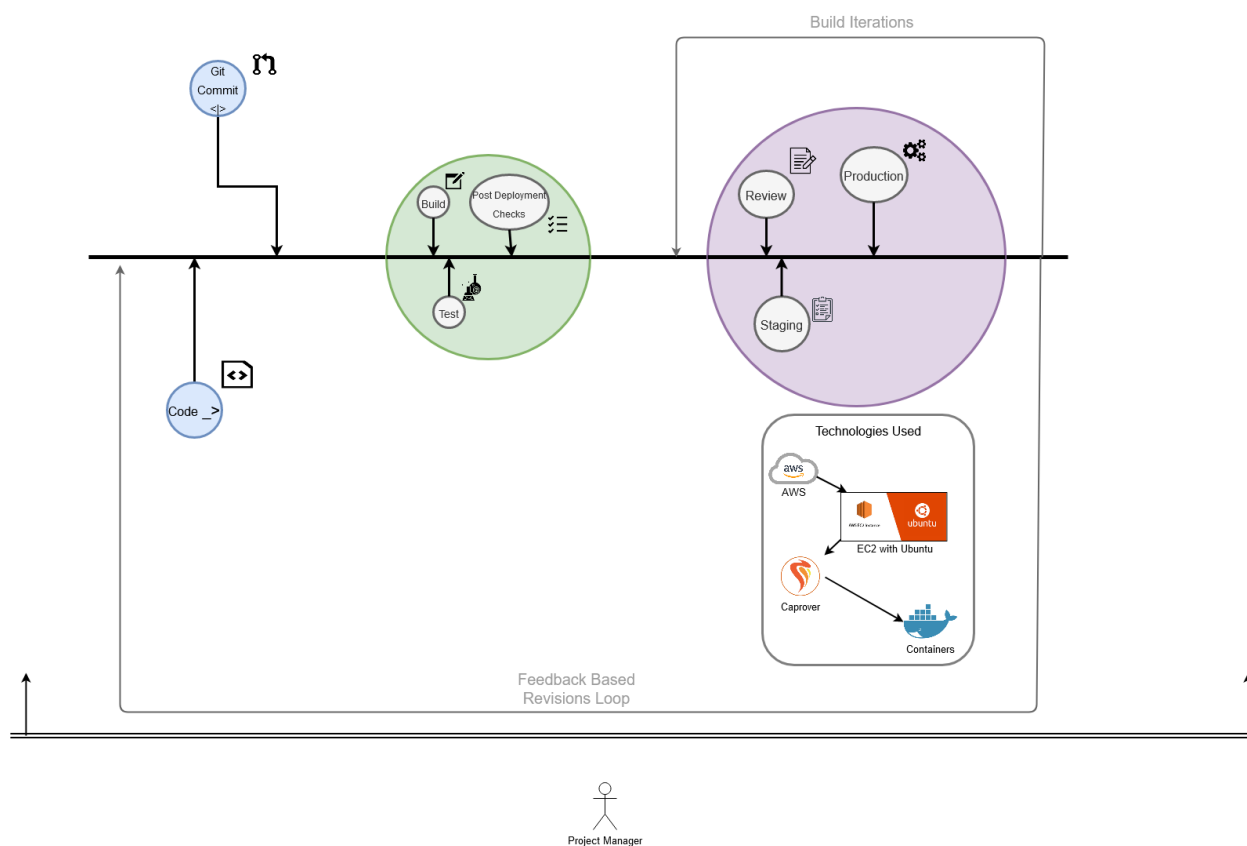 Build Iterations
Git
Commit
<|>
Build
Post Deployment
Checks
Test
Review
Production
Staging
Code _>
Technologies Used
aws
AWS
ubuntu
EC2 with Ubuntu
Caprover
Containers
Feedback Based
Revisions Loop
Project Manager